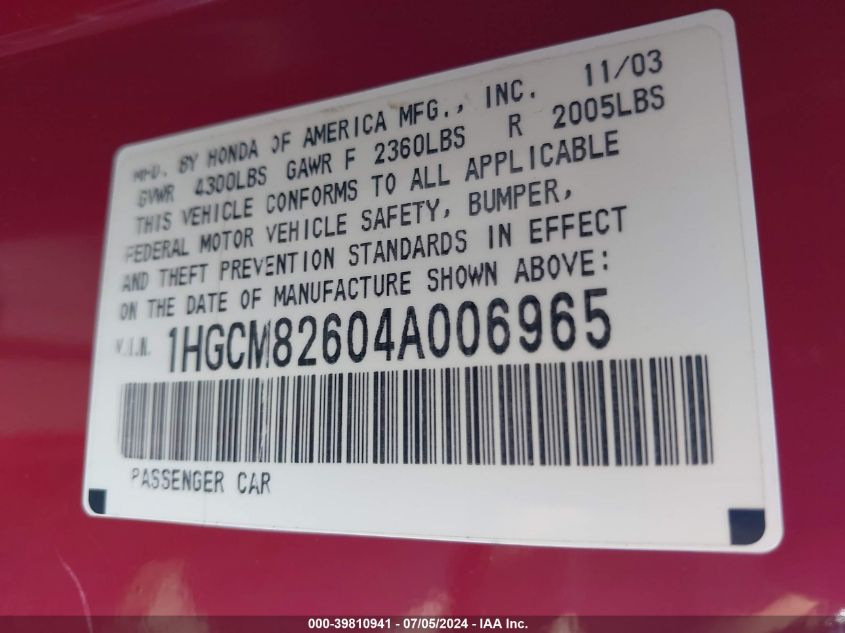 MFD. BY HONDA OF AMERICA MFG., INC. 11/03
GVWR 4300LBS GAWR F 2360LBS R 2005LBS
THIS VEHICLE CONFORMS TO ALL APPLICABLE
FEDERAL MOTOR VEHICLE SAFETY, BUMPER,
AND THEFT PREVENTION STANDARDS IN EFFECT
ON THE DATE OF MANUFACTURE SHOWN ABOVE:
V.I.N. 1HGCM82604A006965
PASSENGER CAR
000-39810941 - 07/05/2024 - IAA Inc.